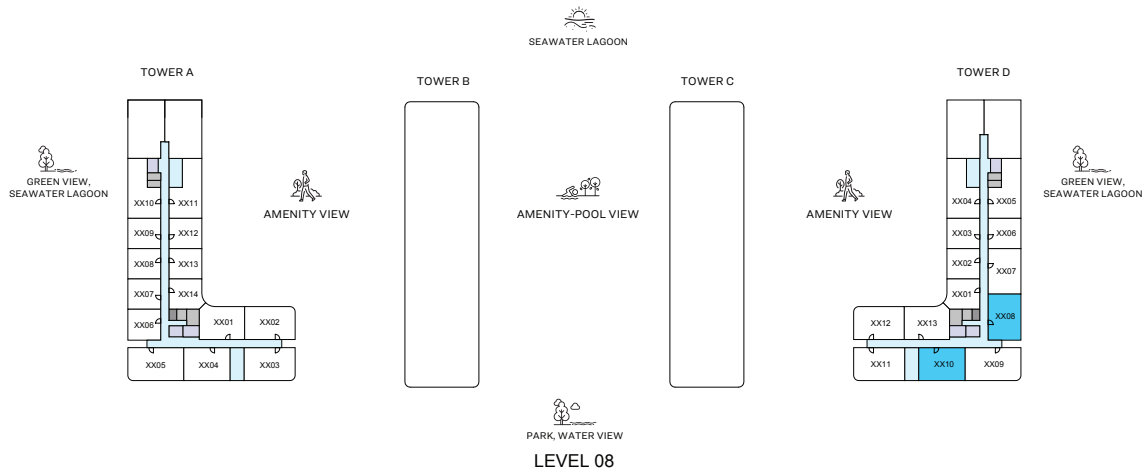 SEAWATER LAGOON
TOWER A
TOWER B
TOWER C
TOWER D
GREEN VIEW,
SEAWATER LAGOON
AMENITY VIEW
AMENITY-POOL VIEW
AMENITY VIEW
GREEN VIEW,
SEAWATER LAGOON
XX10 XX11
XX09 XX12
XX08 XX13
XX07 XX14
XX06 XX01 XX02
XX05 XX04 XX03
XX04 XX05
XX03 XX06
XX02 XX07
XX01
XX08
XX12 XX13
XX11 XX10 XX09
PARK, WATER VIEW
LEVEL 08